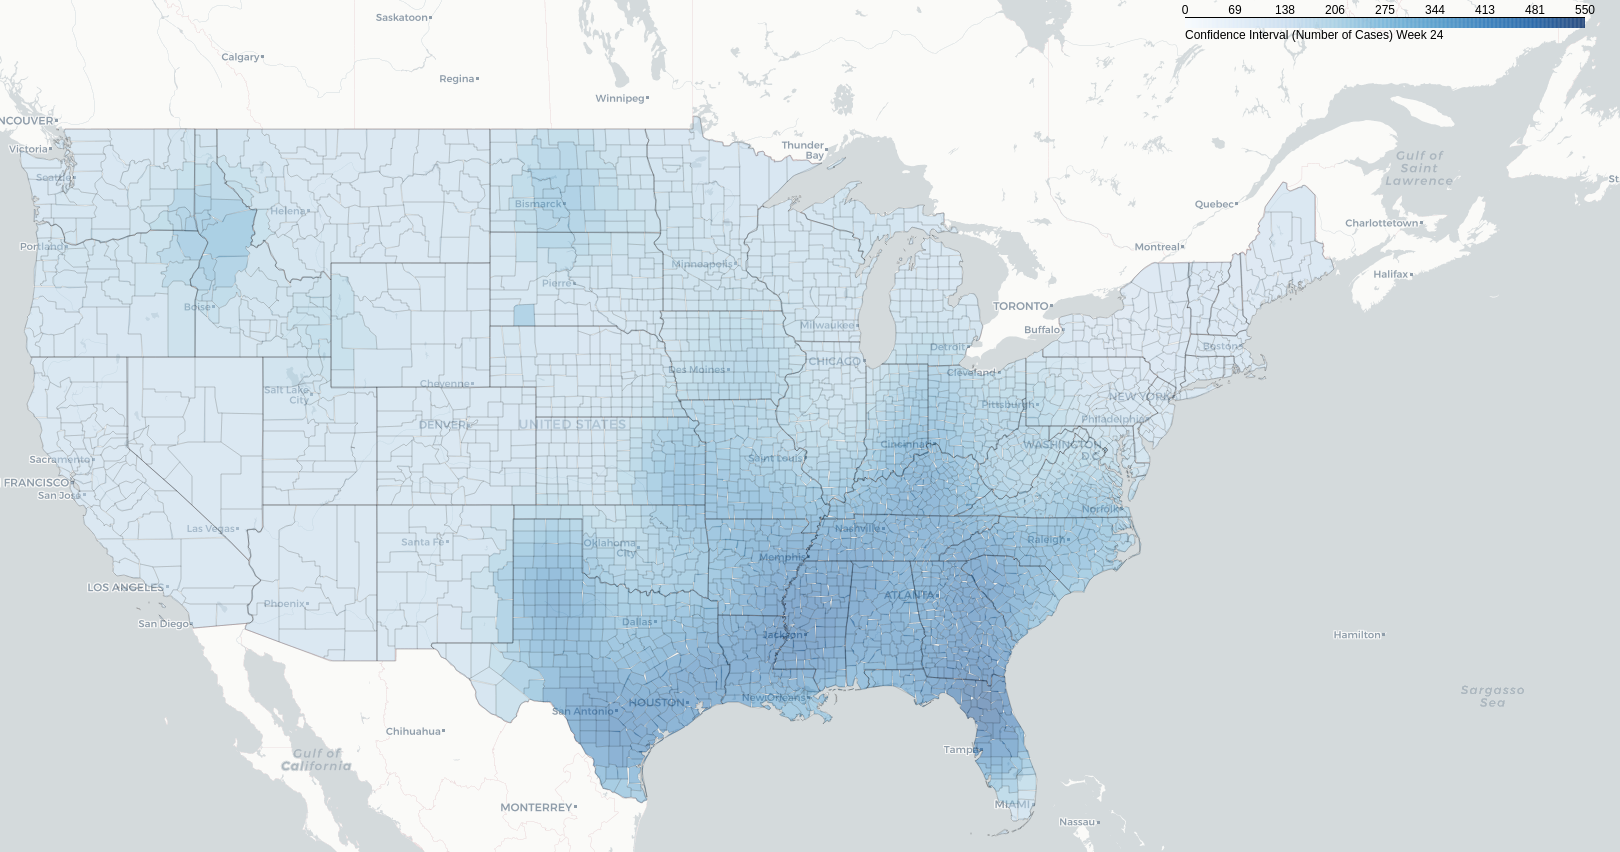 0 69 138 206 275 344 413 481 550
Confidence Interval (Number of Cases) Week 24
Saskatoon
Calgary
Regina
Winnipeg
NCOUVER
Victoria
Seattle
Thunder
Bay
Gulf of
Saint
Lawrence
St
Bismarck
Helena
Quebec
Charlottetown
Portland
Montreal
Minneapolis
Halifax
Pierre
Boise
TORONTO
Milwaukee
Buffalo
Detroit
Boston
CHICAGO
Des Moines
Cleveland
Salt Lake
City
Cheyenne
NEW YORK
Pittsburgh
Philadelphia
DENVER
UNITED STATES
Cincinnati
WASHINGTON
D.C.
Sacramento
Saint Louis
FRANCISCO
San Jose
Norfolk
Las Vegas
Nashville
Santa Fe
Oklahoma
City
Raleigh
Memphis
LOS ANGELES
ATLANTA
Phoenix
San Diego
Dallas
Jackson
Hamilton
Sargasso
Sea
New Orleans
HOUSTON
San Antonio
Chihuahua
Gulf of
California
Tampa
MIAMI
MONTERREY
Nassau